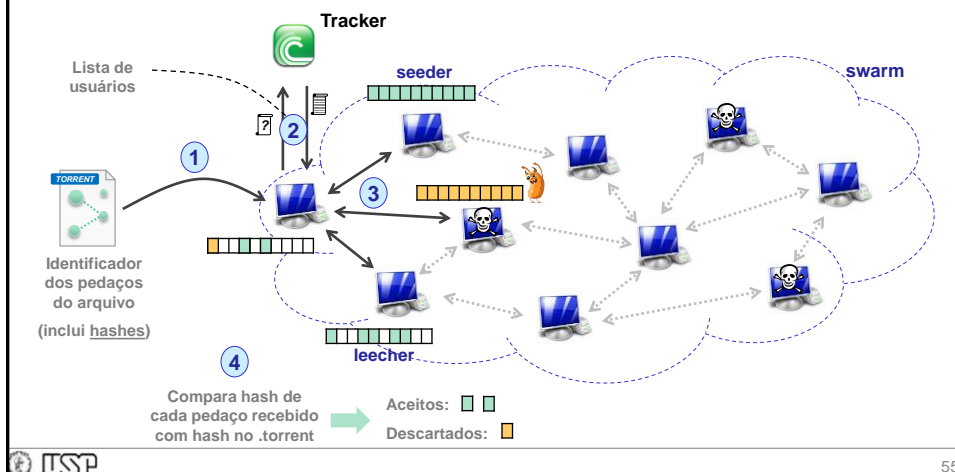 Tracker
Lista de
usuários
seeder
swarm
?
2
1
TORRENT
3
Identificador
dos pedaços
do arquivo
(inclui hashes)
leecher
4
Compara hash de
cada pedaço recebido
com hash no .torrent
Aceitos:
Descartados:
USP
55